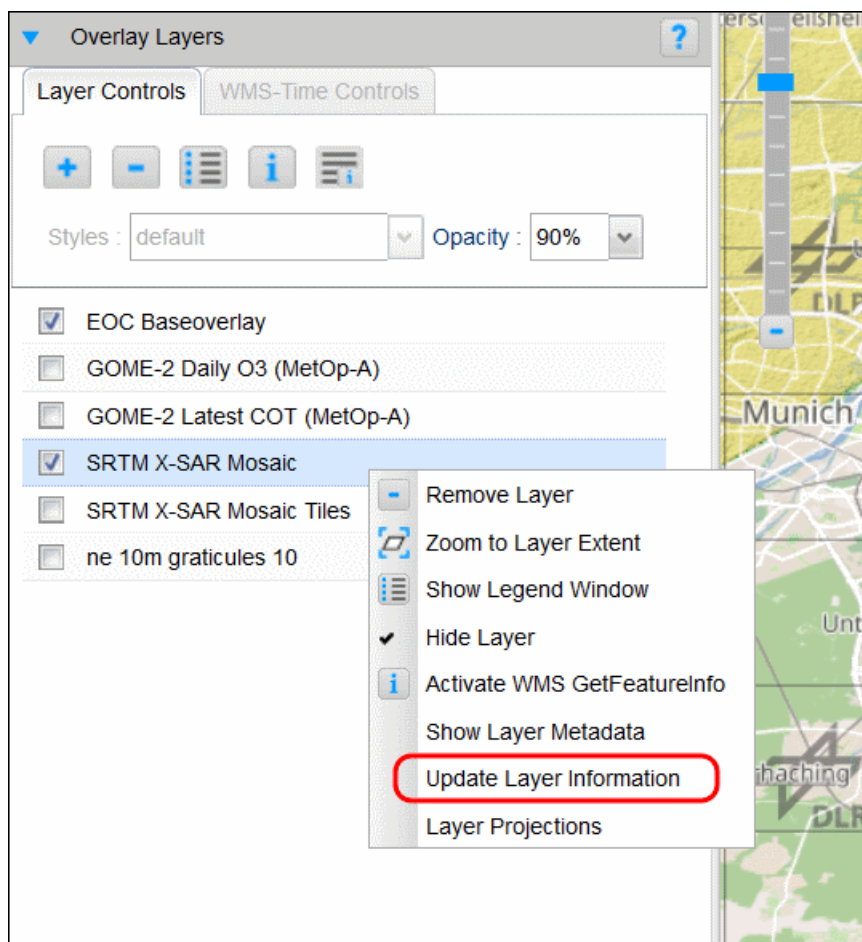 Overlay Layers
?
Layer Controls
WMS-Time Controls
Styles :
default
Opacity :
90%
EOC Baseoverlay
GOME-2 Daily O3 (MetOp-A)
GOME-2 Latest COT (MetOp-A)
SRTM X-SAR Mosaic
SRTM X-SAR Mosaic Tiles
ne 10m graticules 10
Remove Layer
Zoom to Layer Extent
Show Legend Window
Hide Layer
Activate WMS GetFeatureInfo
Show Layer Metadata
Update Layer Information
Layer Projections
DLR
Munich
Unt
rhaching
DLR